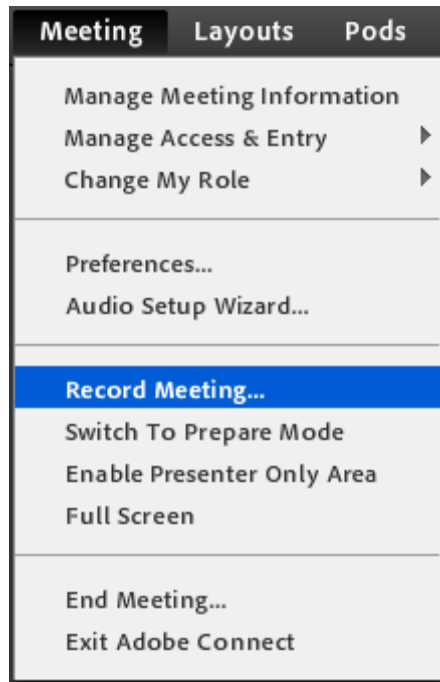 Meeting Layouts Pods
Manage Meeting Information
Manage Access & Entry
Change My Role
Preferences...
Audio Setup Wizard...
Record Meeting...
Switch To Prepare Mode
Enable Presenter Only Area
Full Screen
End Meeting...
Exit Adobe Connect